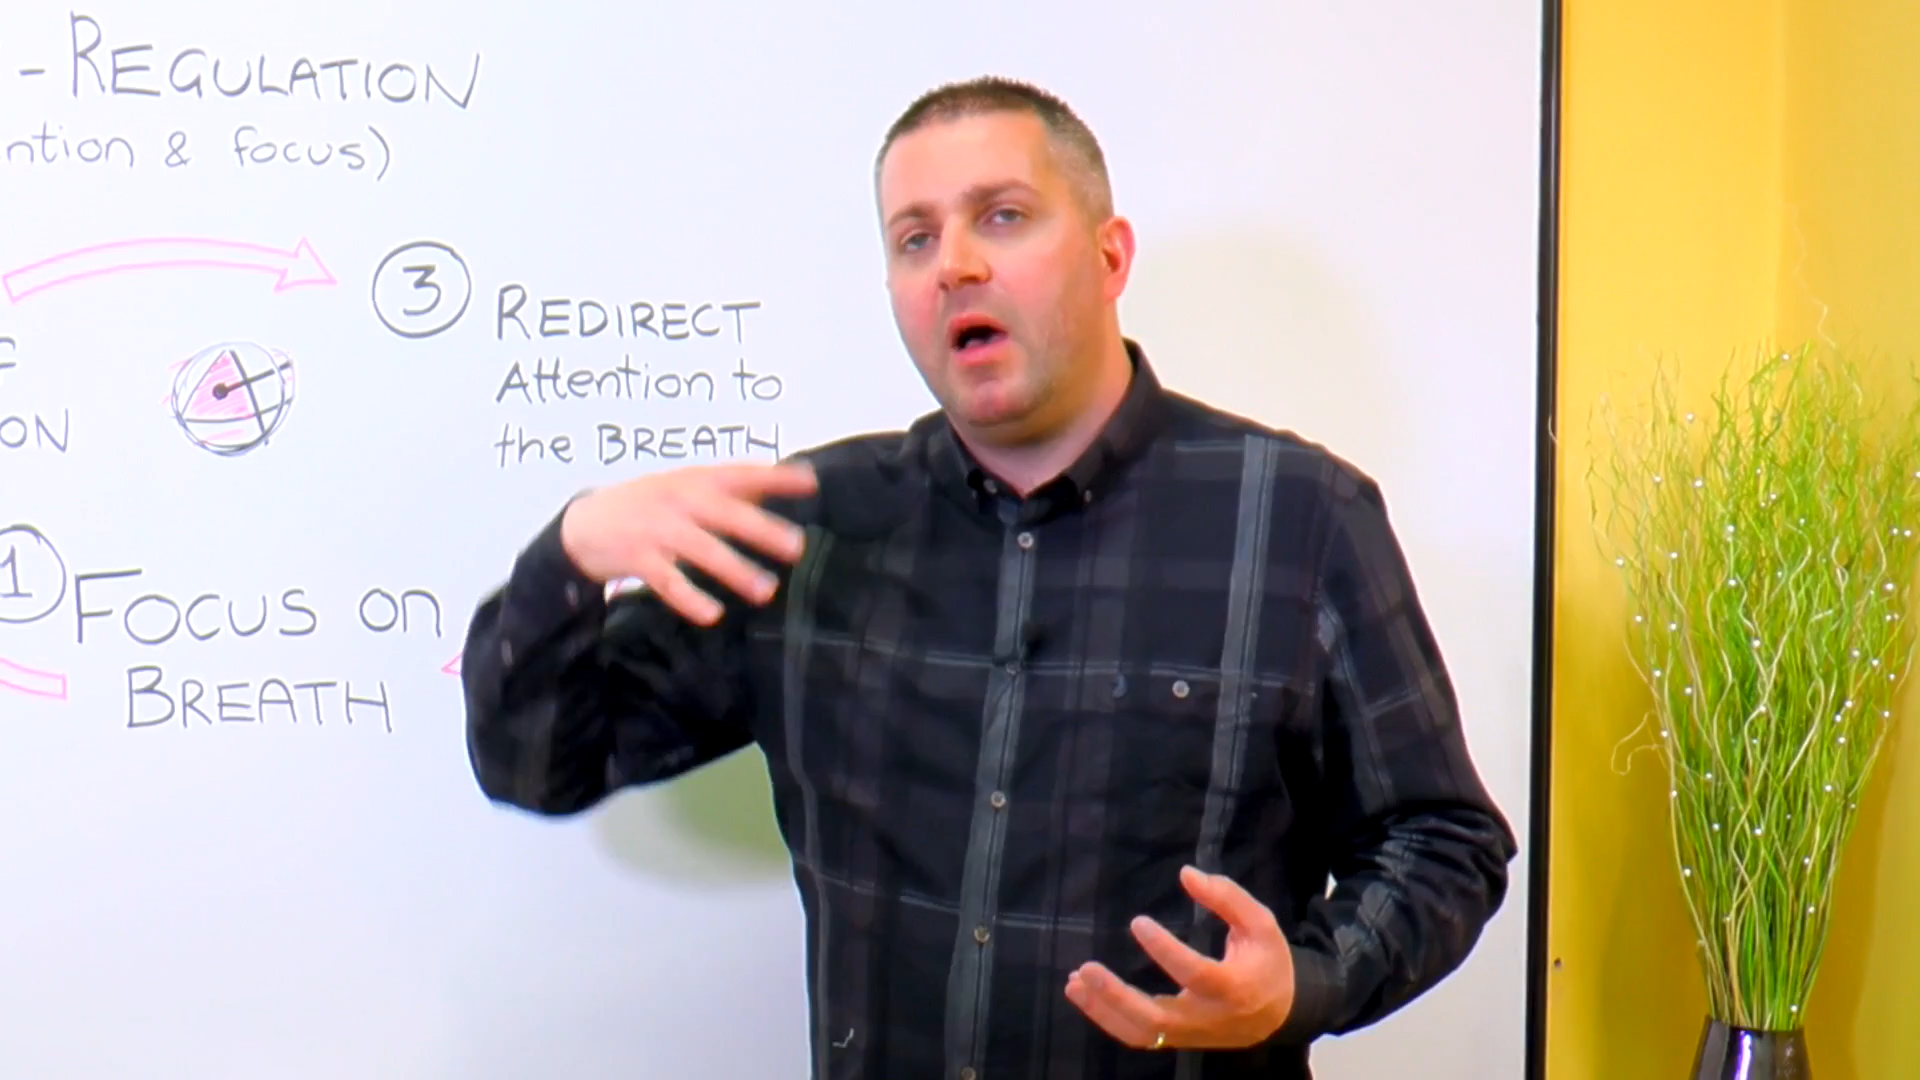 - REGULATION
ntion & focus)
3
REDIRECT
Attention to
the BREATH
ON
1
FOCUS on
BREATH